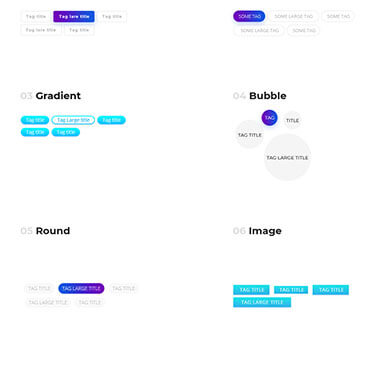 Tag title Tag lare title Tag title
Tag lare title Tag title
SOME TAG SOME LARGE TAG SOME TAG
SOME LARGE TAG SOME TAG
03 Gradient
Tag title Tag Large title Tag title
Tag title Tag title
04 Bubble
TAG
TITLE
TAG TITLE
TAG LARGE TITLE
05 Round
TAG TITLE TAG LARGE TITLE TAG TITLE
TAG LARGE TITLE TAG TITLE
06 Image
TAG TITLE TAG TITLE TAG TITLE
TAG LARGE TITLE